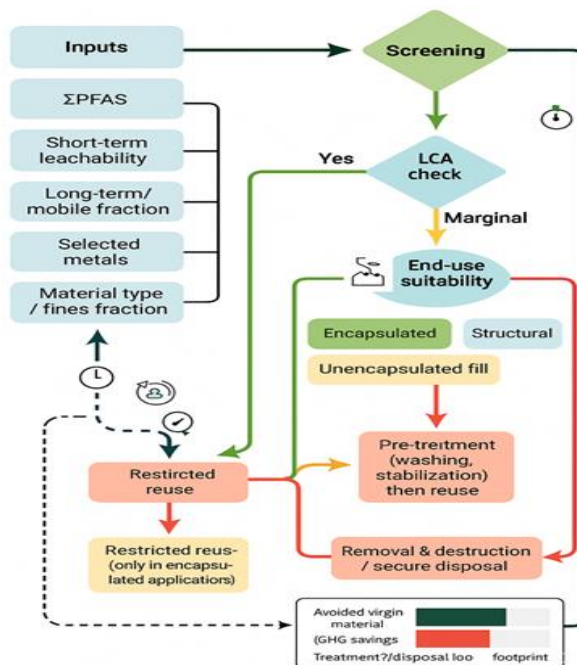 Inputs
Screening
ΣPFAS
Short-term
leachability
Long-term/
mobile fraction
Selected
metals
Material type
/ fines fraction
Yes
LCA
check
Marginal
End-use
suitability
Encapsulated
Structural
Unencapsulated fill
Pre-tritment
(washing,
stabilization)
then reuse
Restircted
reuse
Restricted reus-
(only in encapsu-
ulated applications)
Removal & destruction
/ secure disposal
Avoided virgin
material
(GHG savings
Treatment?/disposal loo footprint